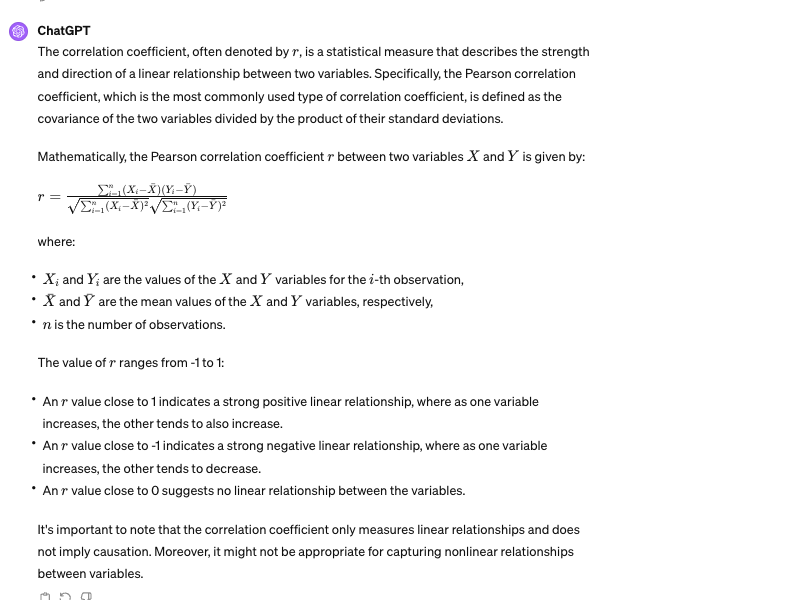 ChatGPT
The correlation coefficient, often denoted by r, is a statistical measure that describes the strength
and direction of a linear relationship between two variables. Specifically, the Pearson correlation
coefficient, which is the most commonly used type of correlation coefficient, is defined as the
covariance of the two variables divided by the product of their standard deviations.
Mathematically, the Pearson correlation coefficient r between two variables X and Y is given by:
r = \frac{\sum_{i=1}^{n}(X_i-\bar{X})(Y_i-\bar{Y})}{\sqrt{\sum_{i=1}^{n}(X_i-\bar{X})^2}\sqrt{\sum_{i=1}^{n}(Y_i-\bar{Y})^2}}
where:
• X_i and Y_i are the values of the X and Y variables for the i-th observation,
• X̄ and Ȳ are the mean values of the X and Y variables, respectively,
• n is the number of observations.
The value of r ranges from -1 to 1:
• An r value close to 1 indicates a strong positive linear relationship, where as one variable
increases, the other tends to also increase.
• An r value close to -1 indicates a strong negative linear relationship, where as one variable
increases, the other tends to decrease.
• An r value close to 0 suggests no linear relationship between the variables.
It's important to note that the correlation coefficient only measures linear relationships and does
not imply causation. Moreover, it might not be appropriate for capturing nonlinear relationships
between variables.